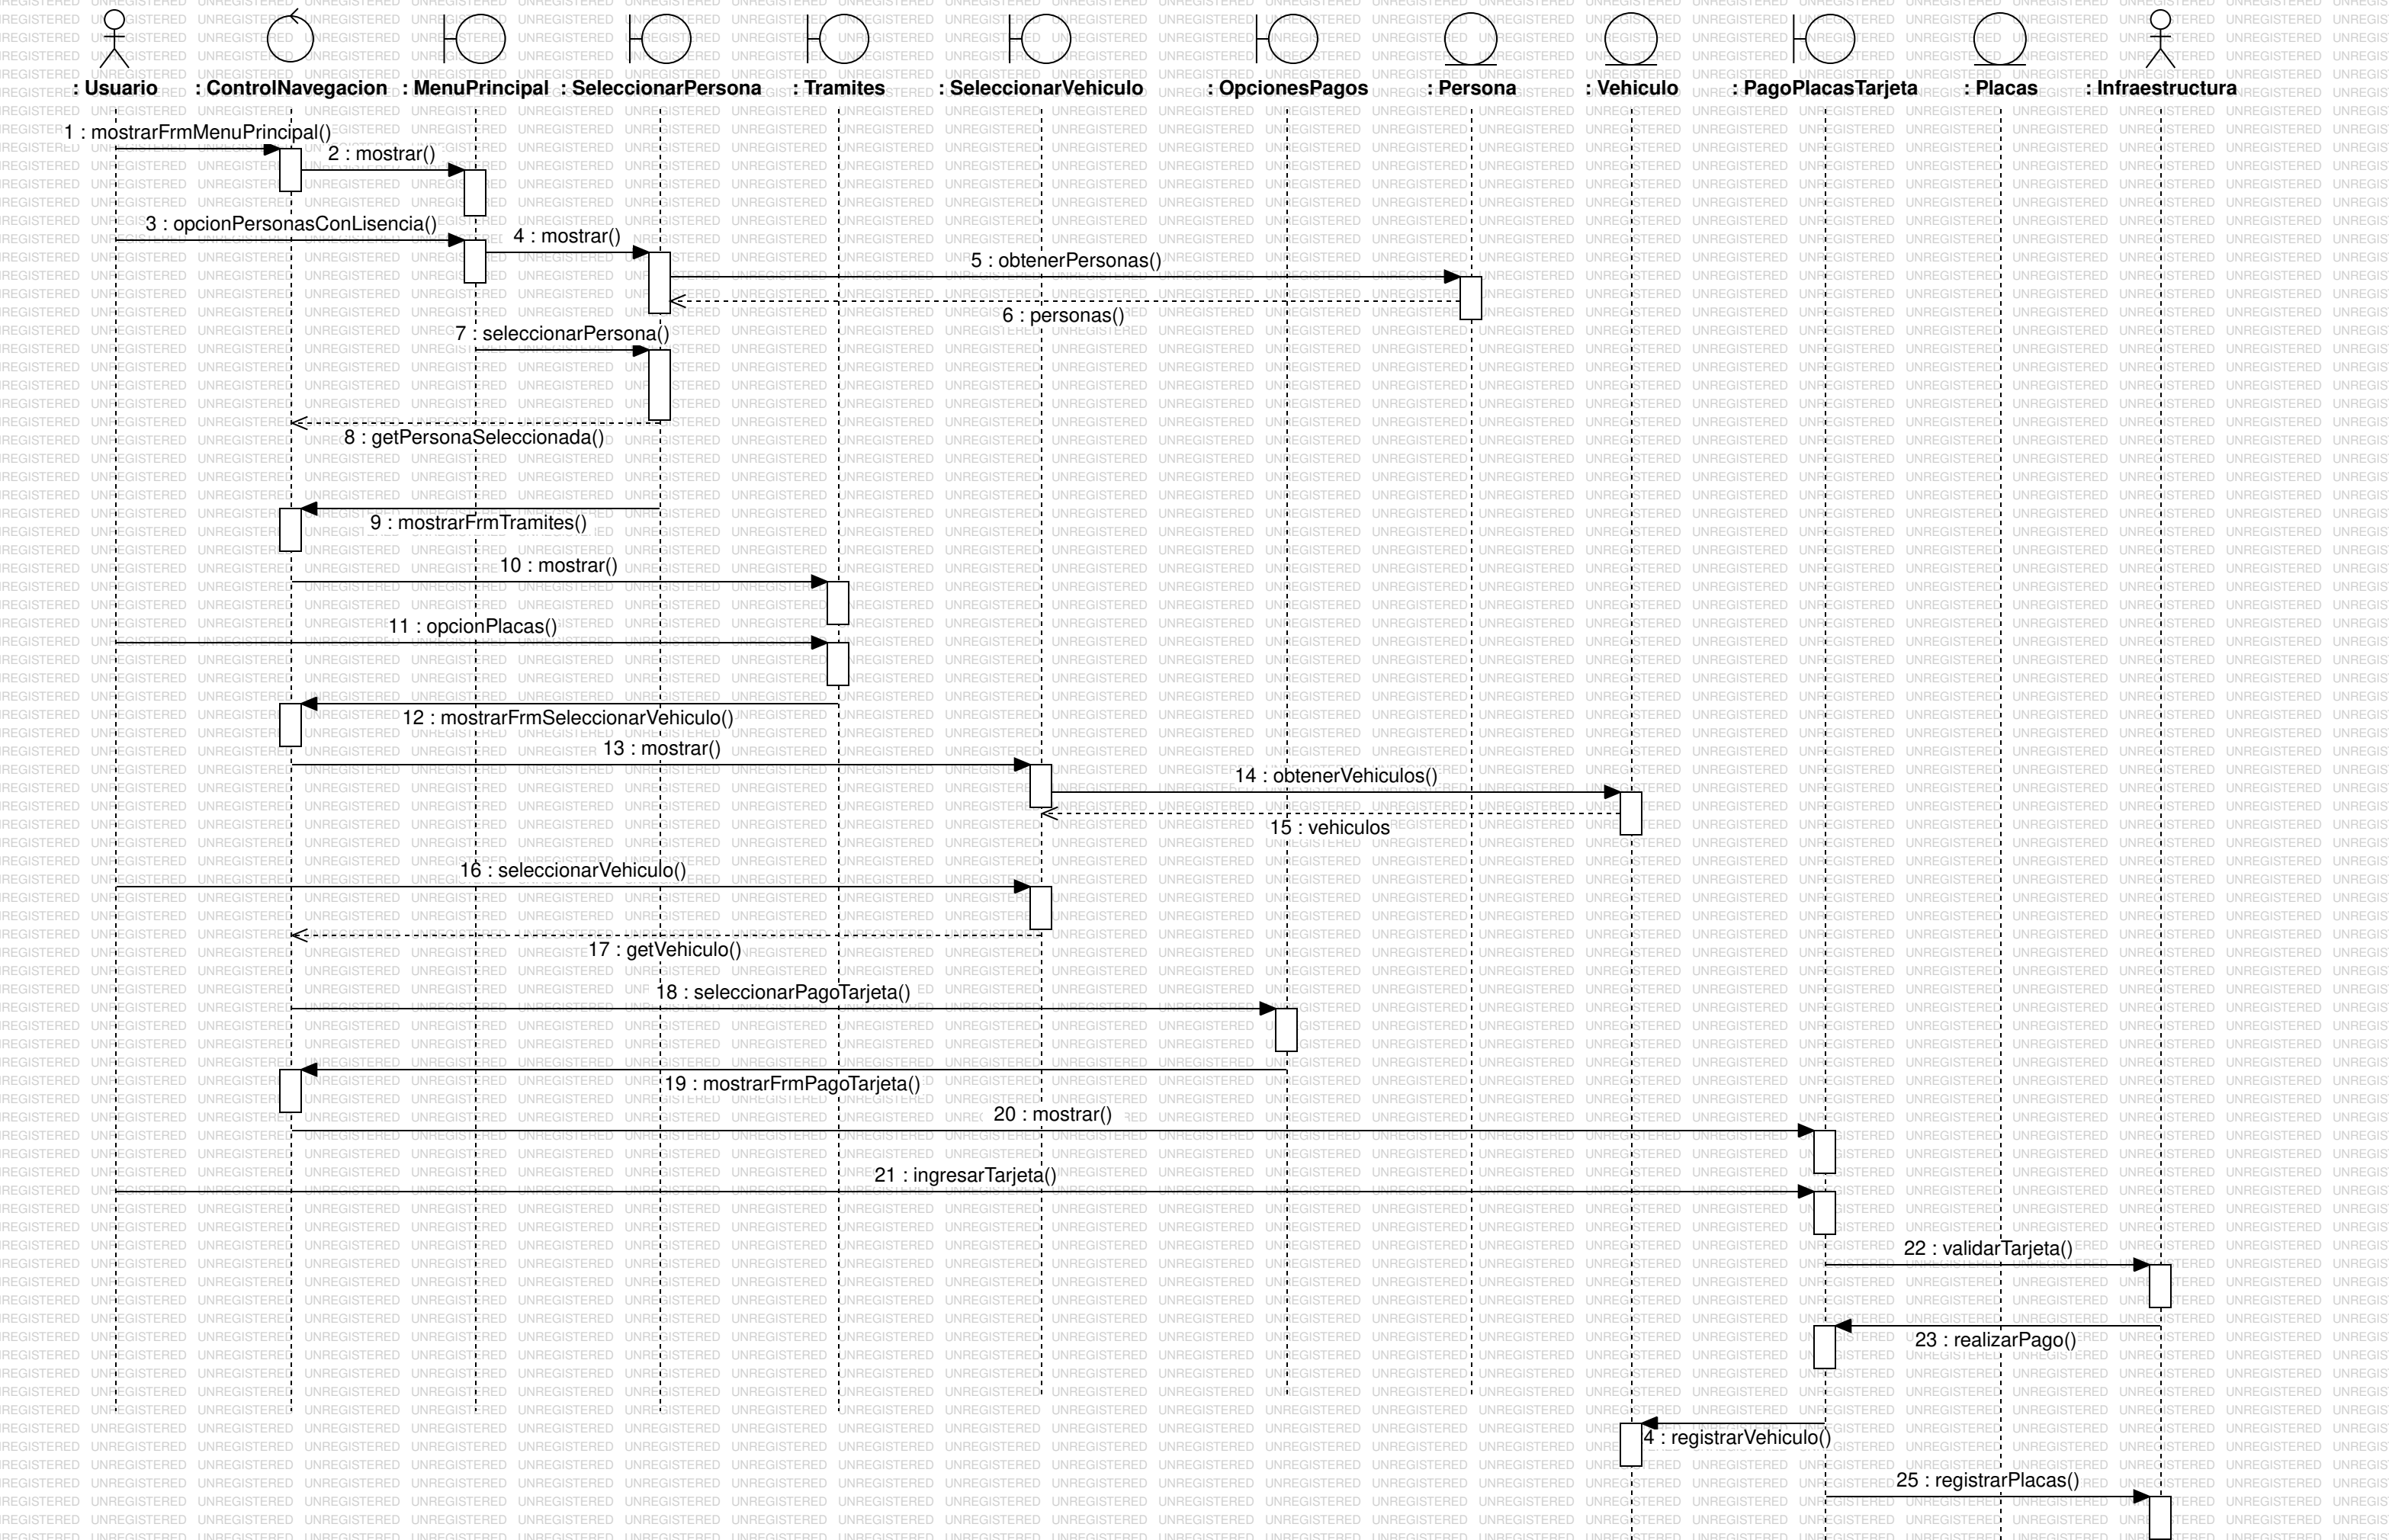 : Usuario : ControlNavegacion : MenuPrincipal : SeleccionarPersona : Tramites : SeleccionarVehiculo : OpcionesPagos : Persona : Vehiculo : PagoPlacasTarjeta : Placas : Infraestructura
1 : mostrarFrmMenuPrincipal()
2 : mostrar()
3 : opcionPersonasConLisencia()
4 : mostrar()
5 : obtenerPersonas()
6 : personas()
7 : seleccionarPersona()
8 : getPersonaSeleccionada()
9 : mostrarFrmTramites()
10 : mostrar()
11 : opcionPlacas()
12 : mostrarFrmSeleccionarVehiculo()
13 : mostrar()
14 : obtenerVehiculos()
15 : vehiculos
16 : seleccionarVehiculo()
17 : getVehiculo()
18 : seleccionarPagoTarjeta()
19 : mostrarFrmPagoTarjeta()
20 : mostrar()
21 : ingresarTarjeta()
22 : validarTarjeta()
23 : realizarPago()
4 : registrarVehiculo()
25 : registrarPlacas()
UNREGISTERED